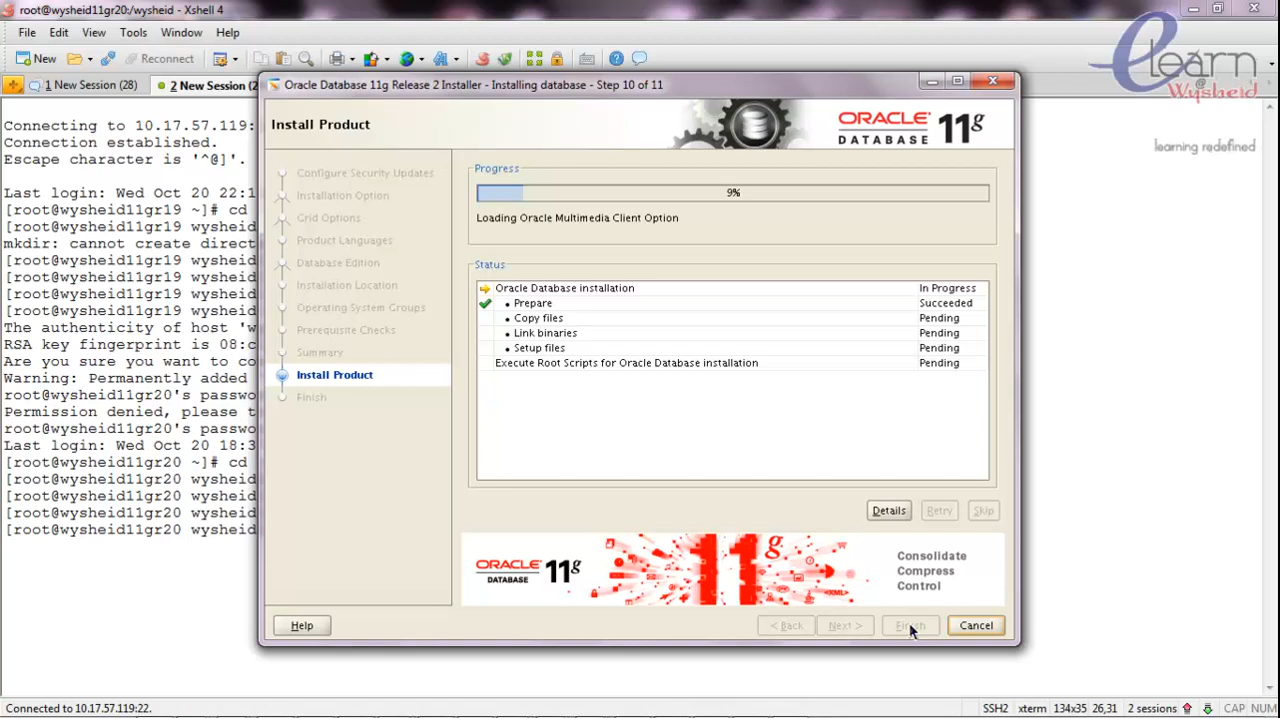 root@wysheid11gr20:/wysheid - Xshell 4
File Edit View Tools Window Help
New Reconnect
1 New Session (28) 2 New Session (2
elearn
@
Wysheid
learning redefined
Connecting to 10.17.57.119:
Connection established.
Escape character is '^@]'.
Last login: Wed Oct 20 22:1
[root@wysheid11gr19 ~]# cd
[root@wysheid11gr19 wysheid
mkdir: cannot create direct
[root@wysheid11gr19 wysheid
[root@wysheid11gr19 wysheid
[root@wysheid11gr19 wysheid
[root@wysheid11gr19 wysheid
The authenticity of host 'w
RSA key fingerprint is 08:c
Are you sure you want to co
Warning: Permanently added
root@wysheid11gr20's passwo
Permission denied, please t
root@wysheid11gr20's passwo
Last login: Wed Oct 20 18:3
[root@wysheid11gr20 ~]# cd
[root@wysheid11gr20 wysheid
[root@wysheid11gr20 wysheid
[root@wysheid11gr20 wysheid
[root@wysheid11gr20 wysheid
Oracle Database 11g Release 2 Installer - Installing database - Step 10 of 11
Install Product
ORACLE
DATABASE 11g
Configure Security Updates
Installation Option
Grid Options
Product Languages
Database Edition
Installation Location
Operating System Groups
Prerequisite Checks
Summary
Install Product
Finish
Progress
9%
Loading Oracle Multimedia Client Option
Status
Oracle Database installation In Progress
• Prepare Succeeded
• Copy files Pending
• Link binaries Pending
• Setup files Pending
Execute Root Scripts for Oracle Database installation Pending
Details Retry Skip
ORACLE
DATABASE 11g
11g
<XML>
Consolidate
Compress
Control
Help < Back Next > Finish Cancel
Connected to 10.17.57.119:22. SSH2 xterm 134x35 26,31 2 sessions CAP NUM